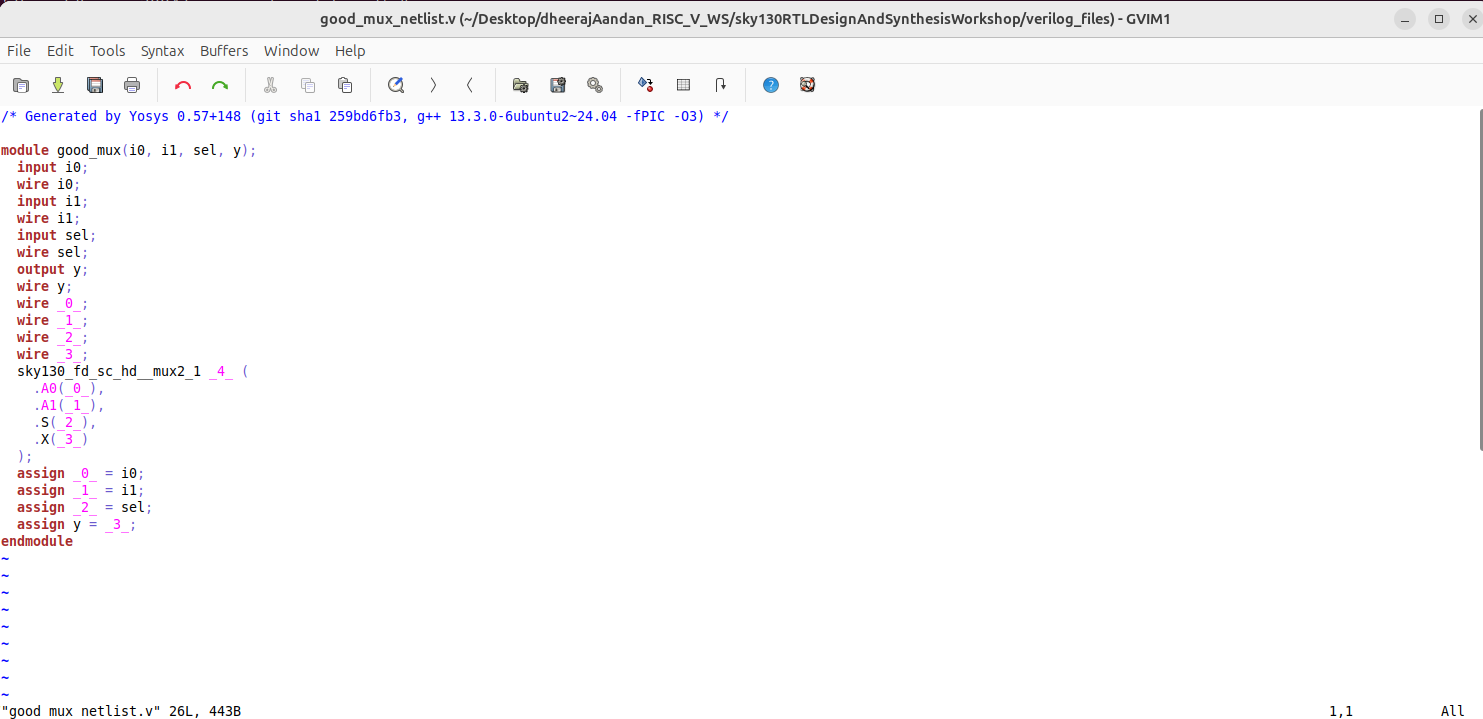 good_mux_netlist.v (~/Desktop/dheerajAandan_RISC_V_WS/sky130RTLDesignAndSynthesisWorkshop/verilog_files) - GVIM1
File Edit Tools Syntax Buffers Window Help
/* Generated by Yosys 0.57+148 (git sha1 259bd6fb3, g++ 13.3.0-6ubuntu2~24.04 -fPIC -O3) */
module good_mux(i0, i1, sel, y);
  input i0;
  wire i0;
  input i1;
  wire i1;
  input sel;
  wire sel;
  output y;
  wire y;
  wire _0_;
  wire _1_;
  wire _2_;
  wire _3_;
  sky130_fd_sc_hd__mux2_1 _4_ (
    .A0(_0_),
    .A1(_1_),
    .S(_2_),
    .X(_3_)
  );
  assign _0_ = i0;
  assign _1_ = i1;
  assign _2_ = sel;
  assign y = _3_;
endmodule
~
~
~
~
~
~
~
~
~
"good_mux_netlist.v" 26L, 443B 1,1 All